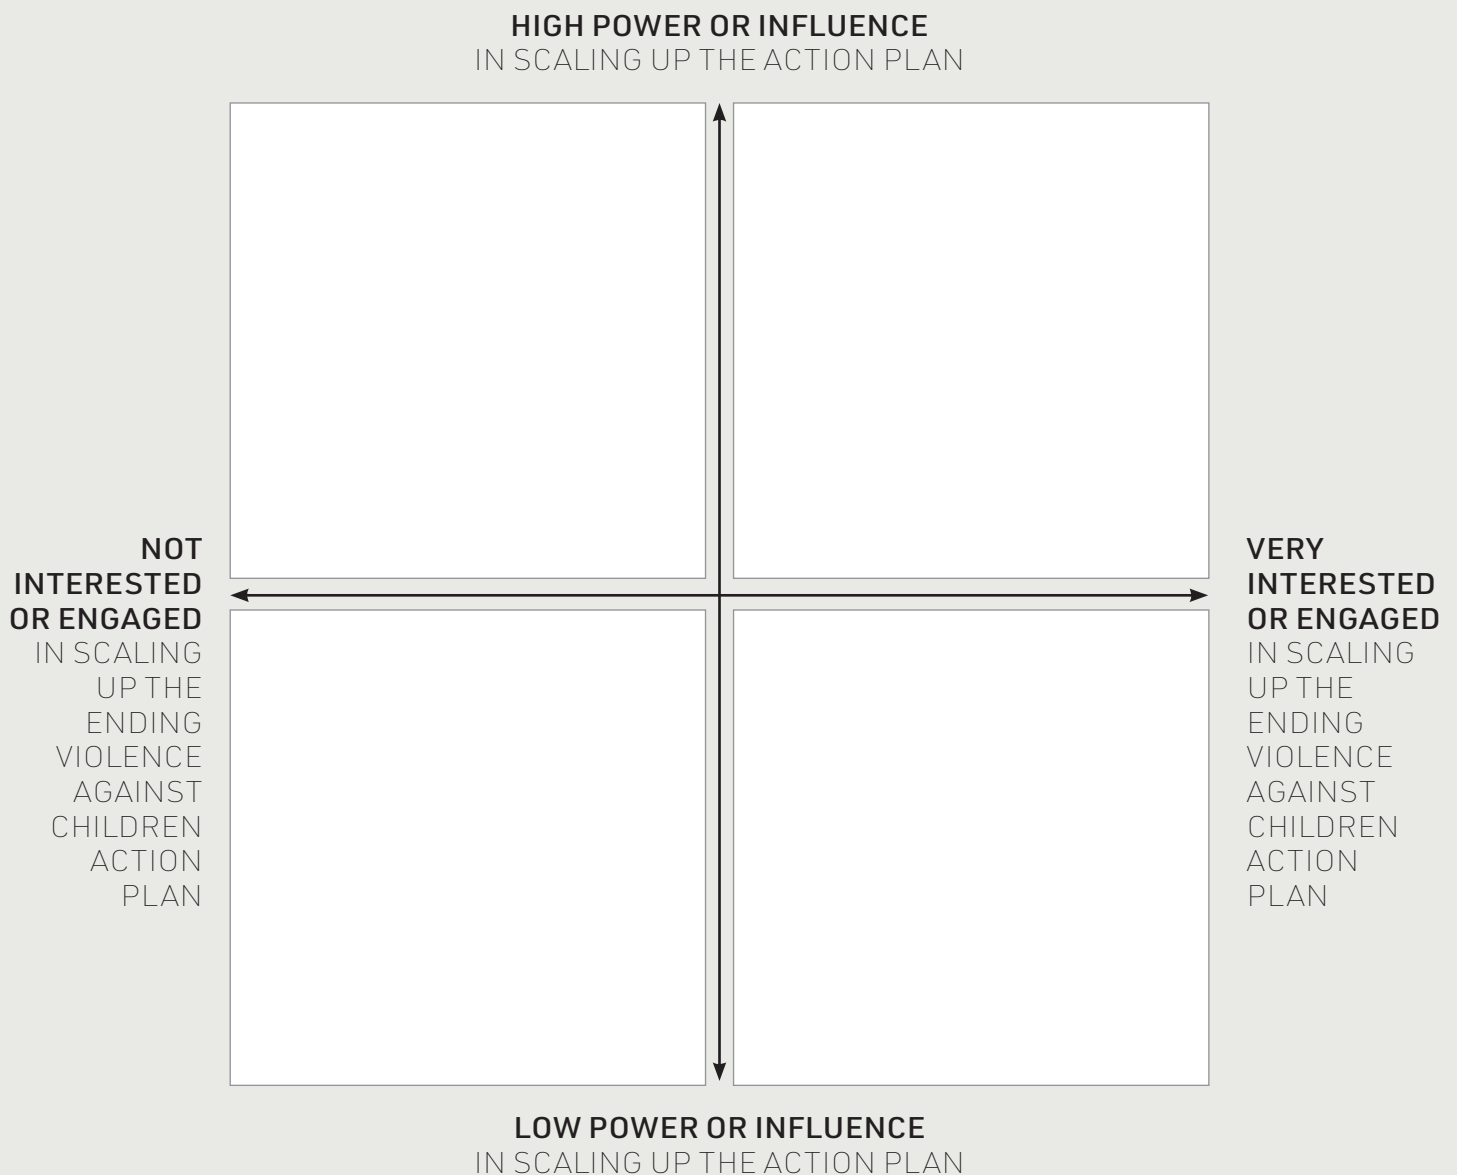 HIGH POWER OR INFLUENCE
IN SCALING UP THE ACTION PLAN
NOT
INTERESTED
OR ENGAGED
IN SCALING
UP THE
ENDING
VIOLENCE
AGAINST
CHILDREN
ACTION
PLAN
VERY
INTERESTED
OR ENGAGED
IN SCALING
UP THE
ENDING
VIOLENCE
AGAINST
CHILDREN
ACTION
PLAN
LOW POWER OR INFLUENCE
IN SCALING UP THE ACTION PLAN